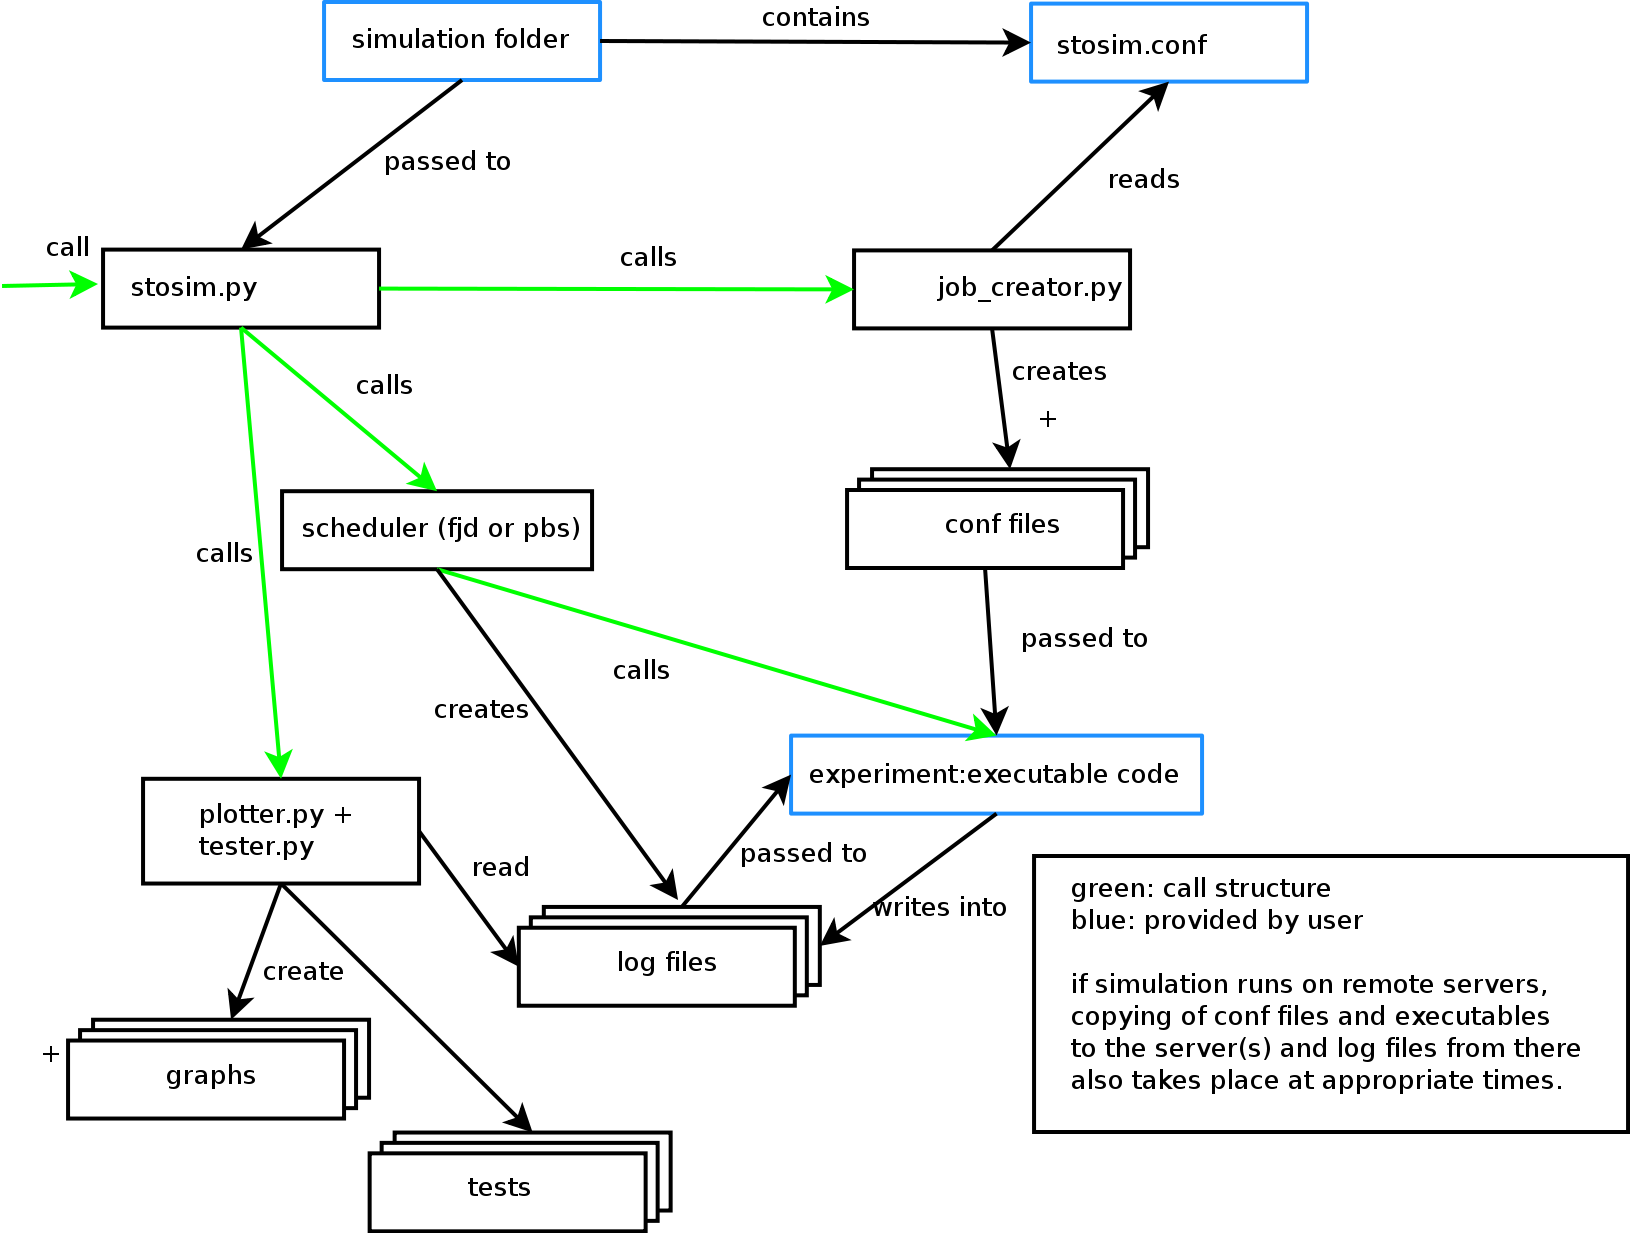 contains
simulation folder
stosim.conf
passed to
reads
call
calls
stosim.py
job_creator.py
creates
calls
+
scheduler (fjd or pbs)
conf files
calls
passed to
calls
creates
experiment:executable code
plotter.py +
tester.py
passed to
read
writes into
log files
create
+
graphs
tests
green: call structure
blue: provided by user
if simulation runs on remote servers,
copying of conf files and executables
to the server(s) and log files from there
also takes place at appropriate times.